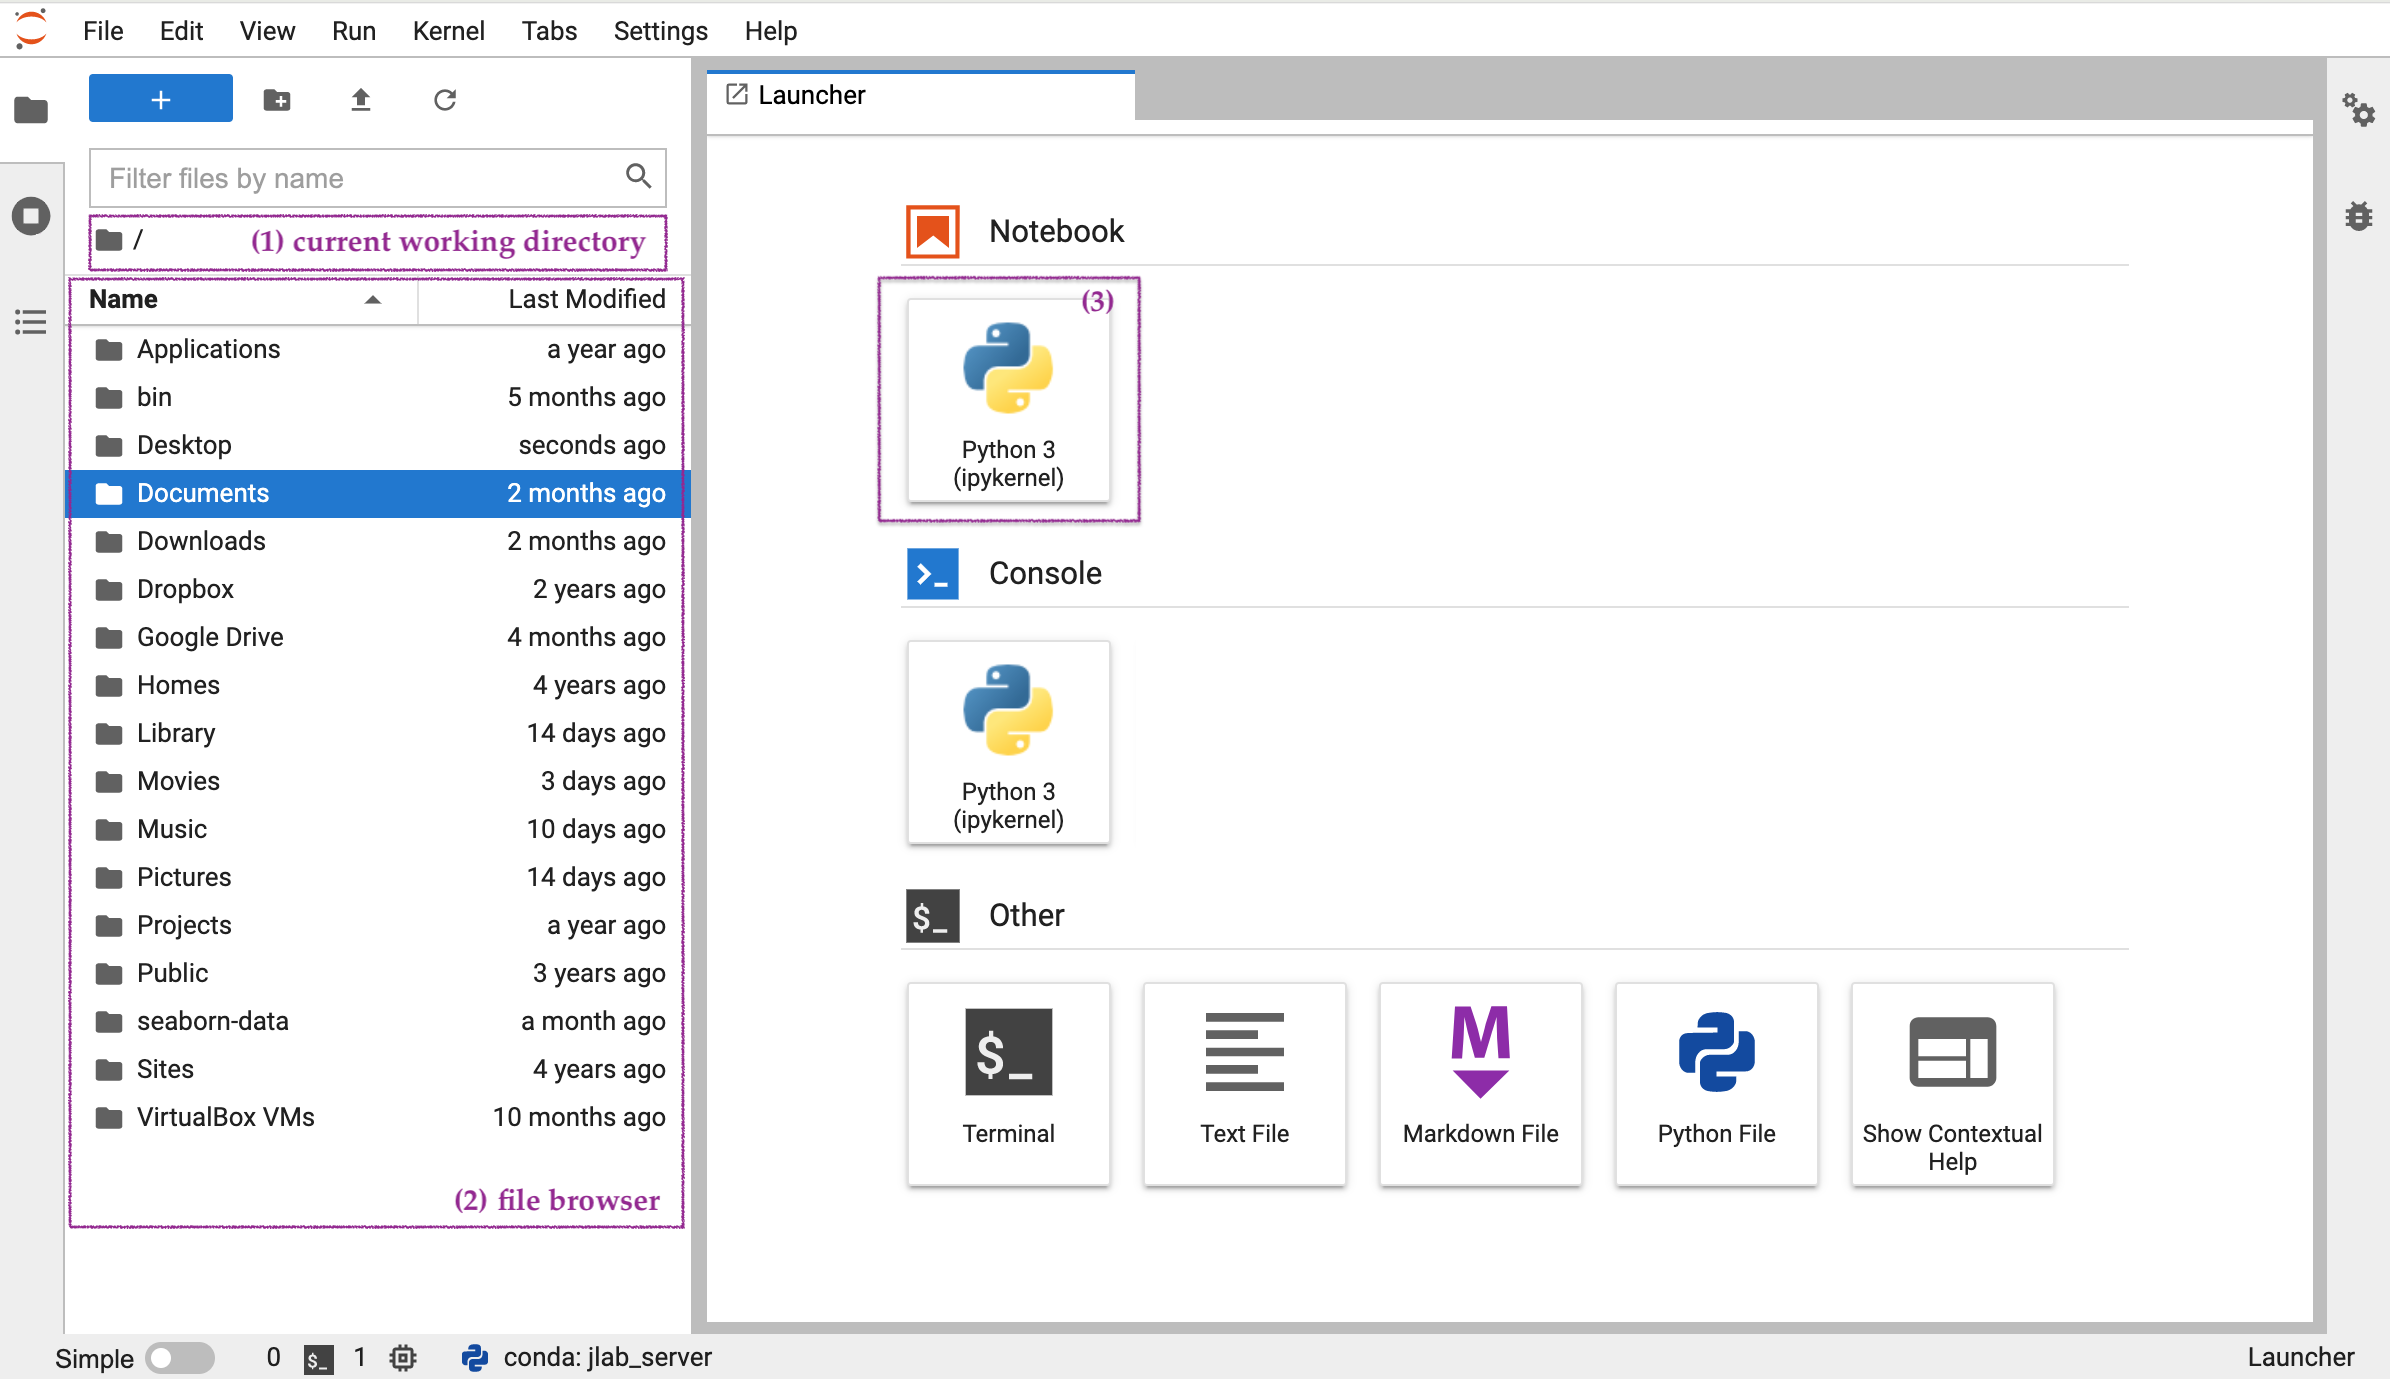 File Edit View Run Kernel Tabs Settings Help
+
Filter files by name
/ (1) current working directory
Name Last Modified
Applications a year ago
bin 5 months ago
Desktop seconds ago
Documents 2 months ago
Downloads 2 months ago
Dropbox 2 years ago
Google Drive 4 months ago
Homes 4 years ago
Library 14 days ago
Movies 3 days ago
Music 10 days ago
Pictures 14 days ago
Projects a year ago
Public 3 years ago
seaborn-data a month ago
Sites 4 years ago
VirtualBox VMs 10 months ago
(2) file browser
Launcher
Notebook
(3)
Python 3
(ipykernel)
>_ Console
Python 3
(ipykernel)
$_ Other
$_
Terminal
Text File
M
Markdown File
Python File
Show Contextual
Help
Simple 0 $_ 1 conda: jlab_server Launcher